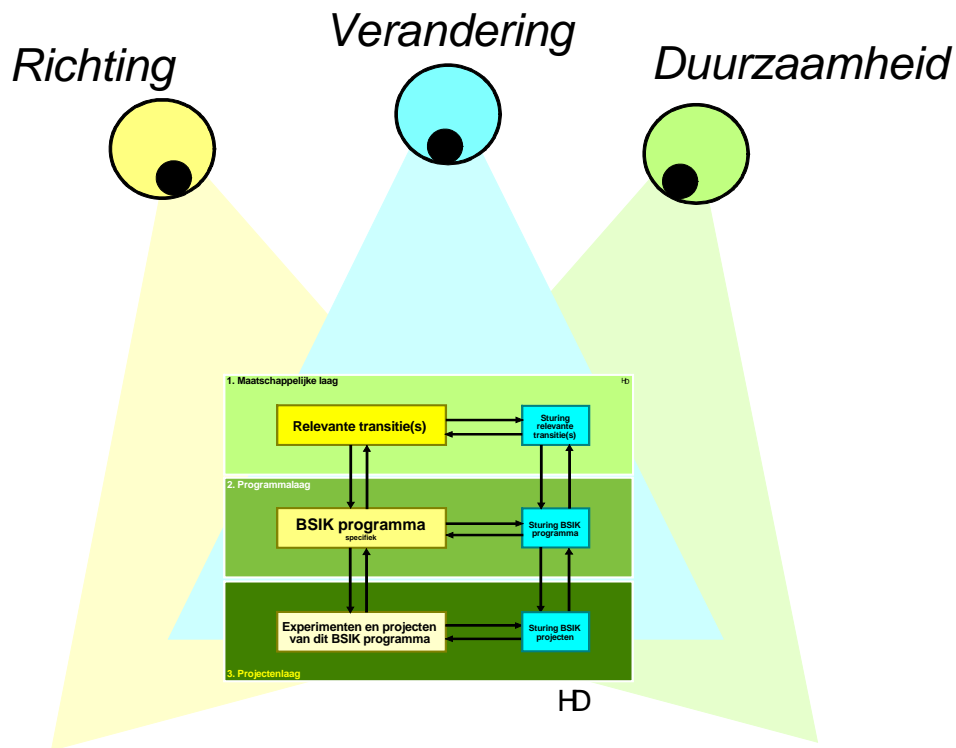 Verandering
Richting
Duurzaamheid
1. Maatschappelijke laag
HD
Relevante transitie(s)
Sturing
relevante
transitie(s)
2. Programmalaag
BSIK programma
specifiek
Sturing BSIK
programma
Experimenten en projecten
van dit BSIK programma
Sturing BSIK
projecten
3. Projectenlaag
HD